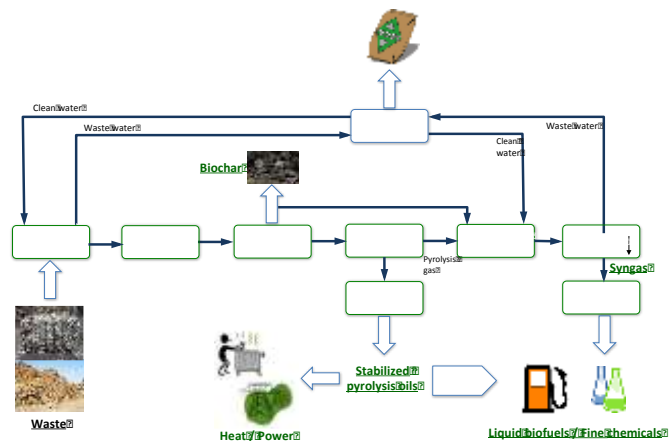 Clean water
Waste water
Waste water
Clean
water
Biochar
Pyrolysis
gas
Syngas
Stabilized
pyrolysis oils
Waste
Heat / Power
Liquid biofuels / Fine chemicals